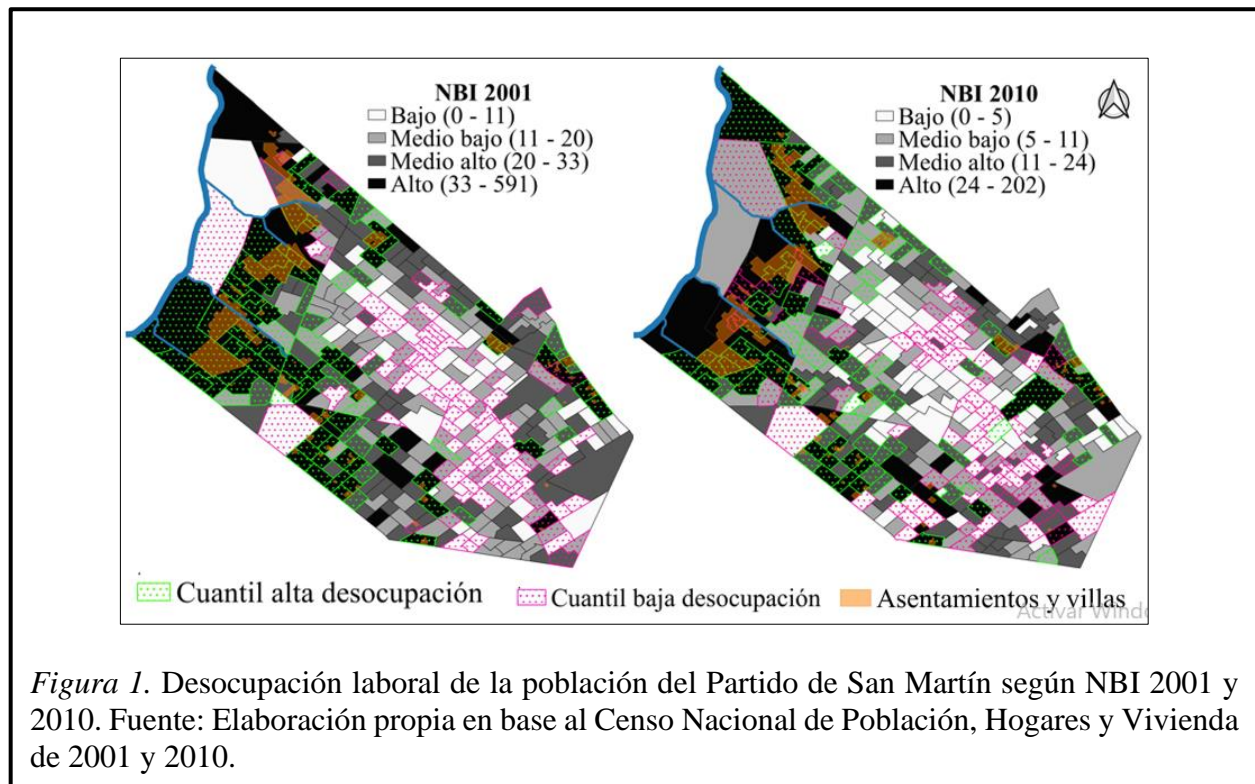 NBI 2001
Bajo (0 - 11)
Medio bajo (11 - 20)
Medio alto (20 - 33)
Alto (33 - 591)
NBI 2010
Bajo (0 - 5)
Medio bajo (5 - 11)
Medio alto (11 - 24)
Alto (24 - 202)
Cuantil alta desocupación
Cuantil baja desocupación
Asentamientos y villas
Activar Windo
Figura 1. Desocupación laboral de la población del Partido de San Martín según NBI 2001 y
2010. Fuente: Elaboración propia en base al Censo Nacional de Población, Hogares y Vivienda
de 2001 y 2010.